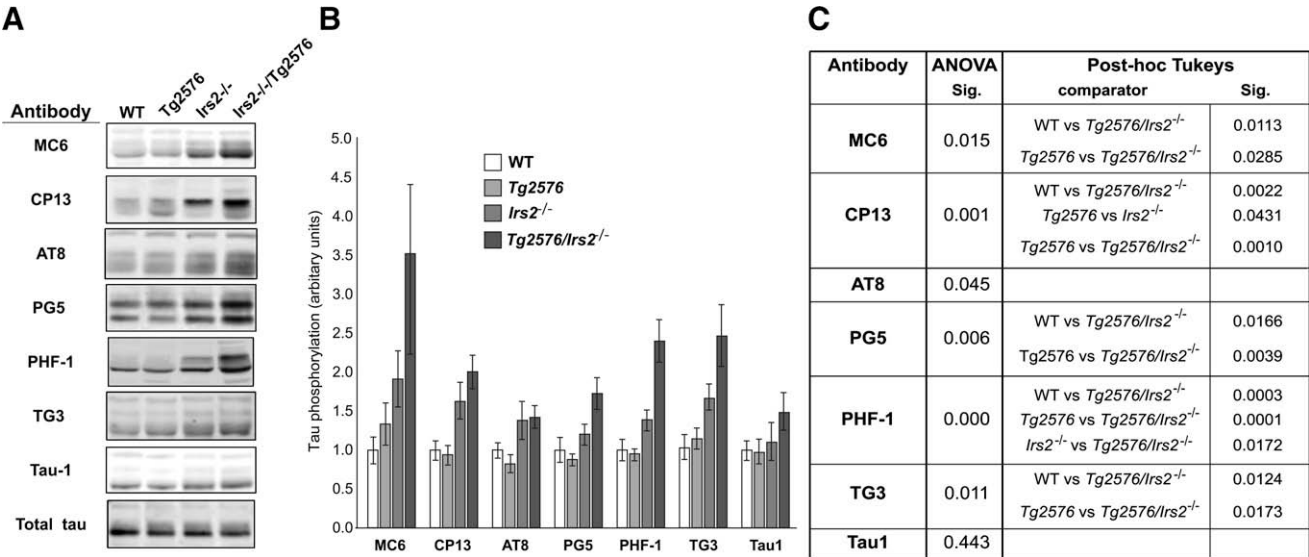 A
Antibody
WT
Tg2576
Irs2-/-
Irs2-/-/Tg2576
MC6
CP13
AT8
PG5
PHF-1
TG3
Tau-1
Total tau
B
Tau phosphorylation (arbitary units)
5.0
4.5
4.0
3.5
3.0
2.5
2.0
1.5
1.0
0.5
0.0
WT
Tg2576
Irs2-/-
Tg2576/Irs2-/-
MC6 CP13 AT8 PG5 PHF-1 TG3 Tau1
C
Antibody ANOVA Post-hoc Tukeys
Sig. comparator Sig.
MC6 0.015
WT vs Tg2576/Irs2-/- 0.0113
Tg2576 vs Tg2576/Irs2-/- 0.0285
CP13 0.001
WT vs Tg2576/Irs2-/- 0.0022
Tg2576 vs Irs2-/- 0.0431
Tg2576 vs Tg2576/Irs2-/- 0.0010
AT8 0.045
PG5 0.006
WT vs Tg2576/Irs2-/- 0.0166
Tg2576 vs Tg2576/Irs2-/- 0.0039
PHF-1 0.000
WT vs Tg2576/Irs2-/- 0.0003
Tg2576 vs Tg2576/Irs2-/- 0.0001
Irs2-/- vs Tg2576/Irs2-/- 0.0172
TG3 0.011
WT vs Tg2576/Irs2-/- 0.0124
Tg2576 vs Tg2576/Irs2-/- 0.0173
Tau1 0.443